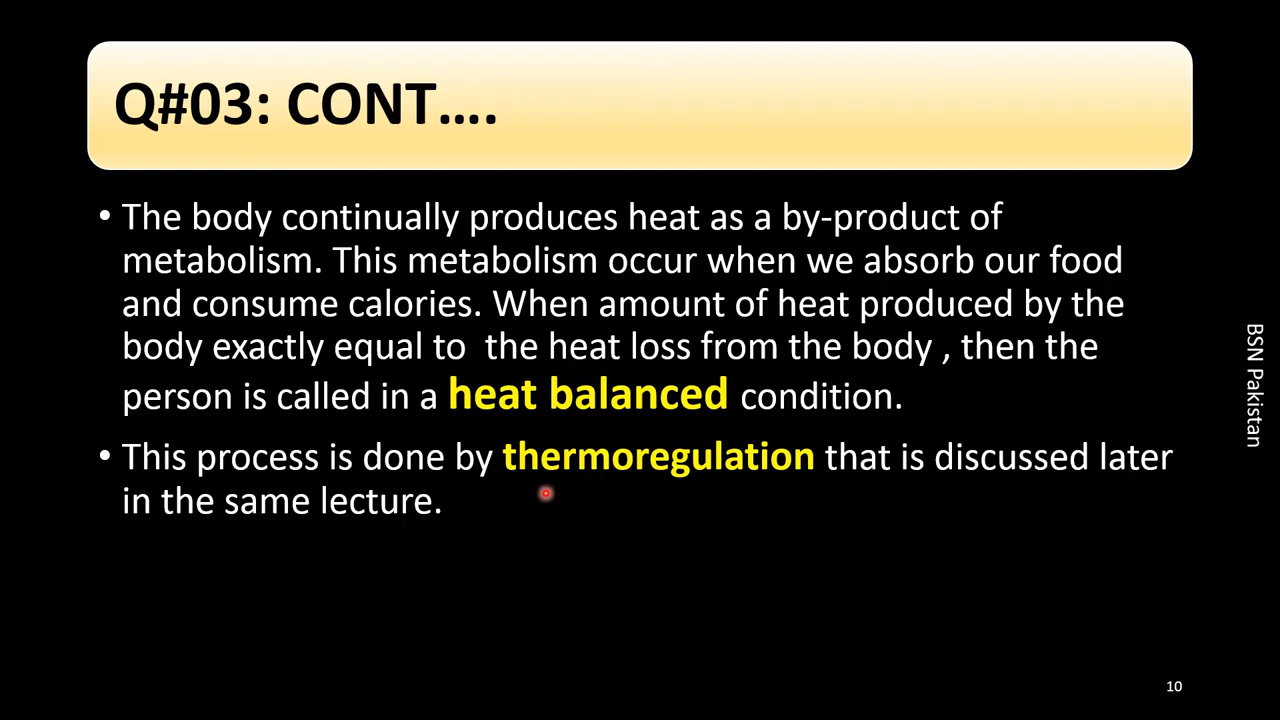 Q#03: CONT....
• The body continually produces heat as a by-product of
metabolism. This metabolism occur when we absorb our food
and consume calories. When amount of heat produced by the
body exactly equal to  the heat loss from the body , then the
person is called in a heat balanced condition.
• This process is done by thermoregulation that is discussed later
in the same lecture.
BSN Pakistan
10